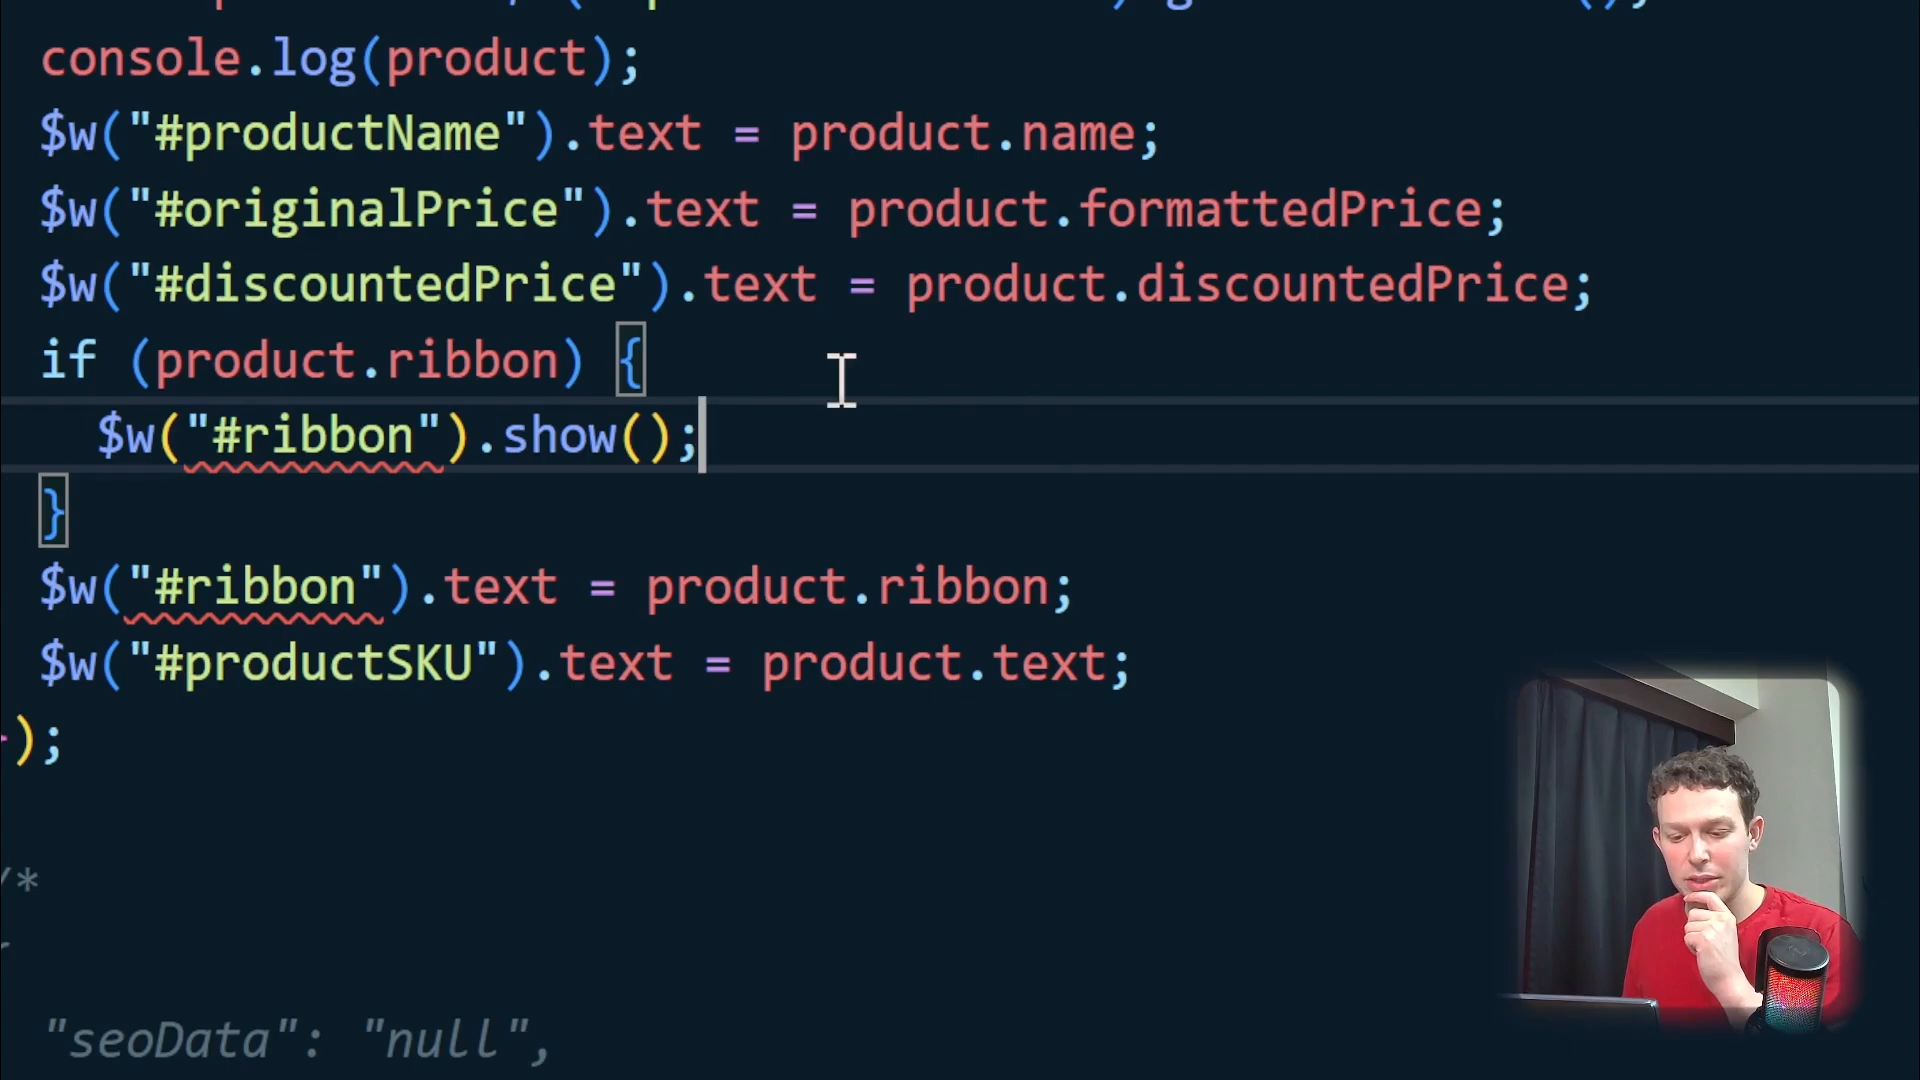 console.log(product);
$w("#productName").text = product.name;
$w("#originalPrice").text = product.formattedPrice;
$w("#discountedPrice").text = product.discountedPrice;
if (product.ribbon) {
$w("#ribbon").show();
}
$w("#ribbon").text = product.ribbon;
$w("#productSKU").text = product.text;
);
/*
"seoData": "null",